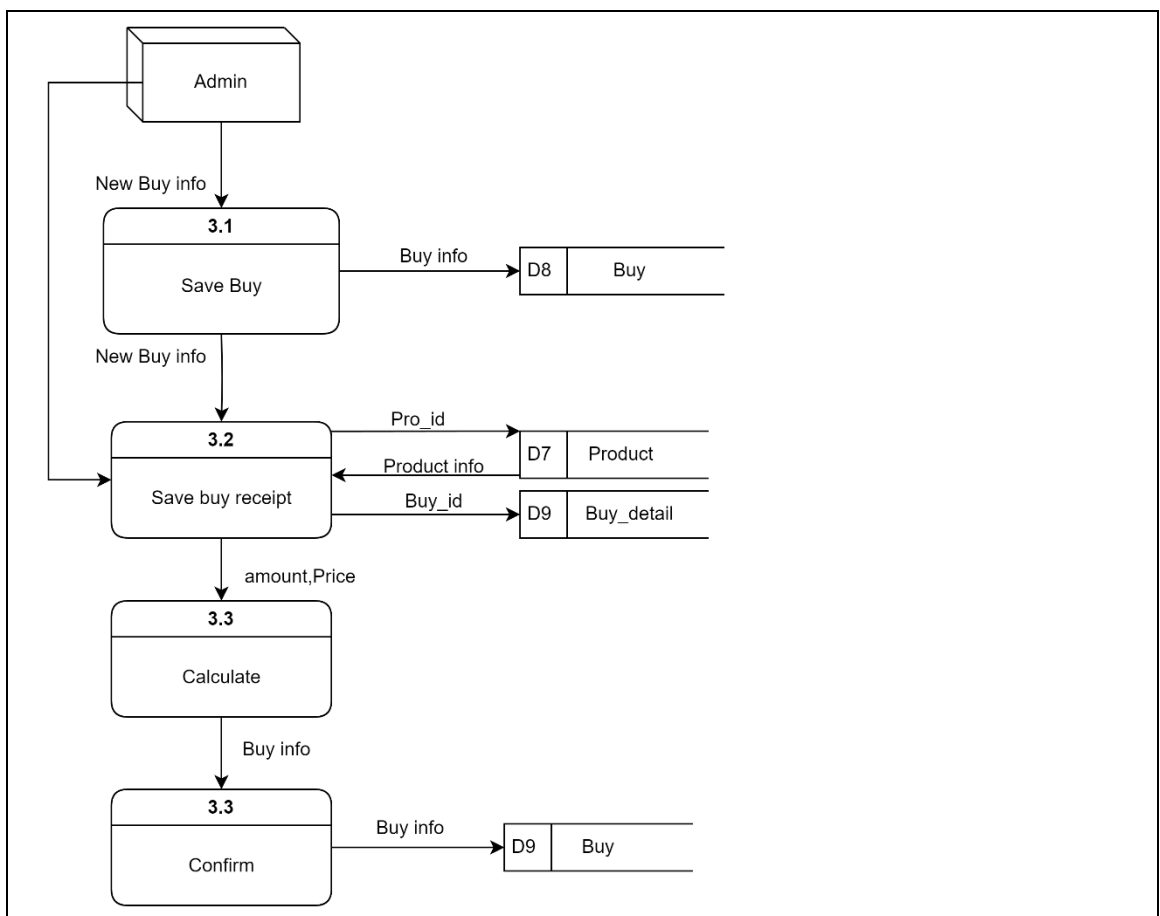 Admin
New Buy info
3.1
Save Buy
Buy info
D8
Buy
New Buy info
3.2
Save buy receipt
Pro_id
D7
Product
Product info
Buy_id
D9
Buy_detail
amount,Price
3.3
Calculate
Buy info
3.3
Confirm
Buy info
D9
Buy